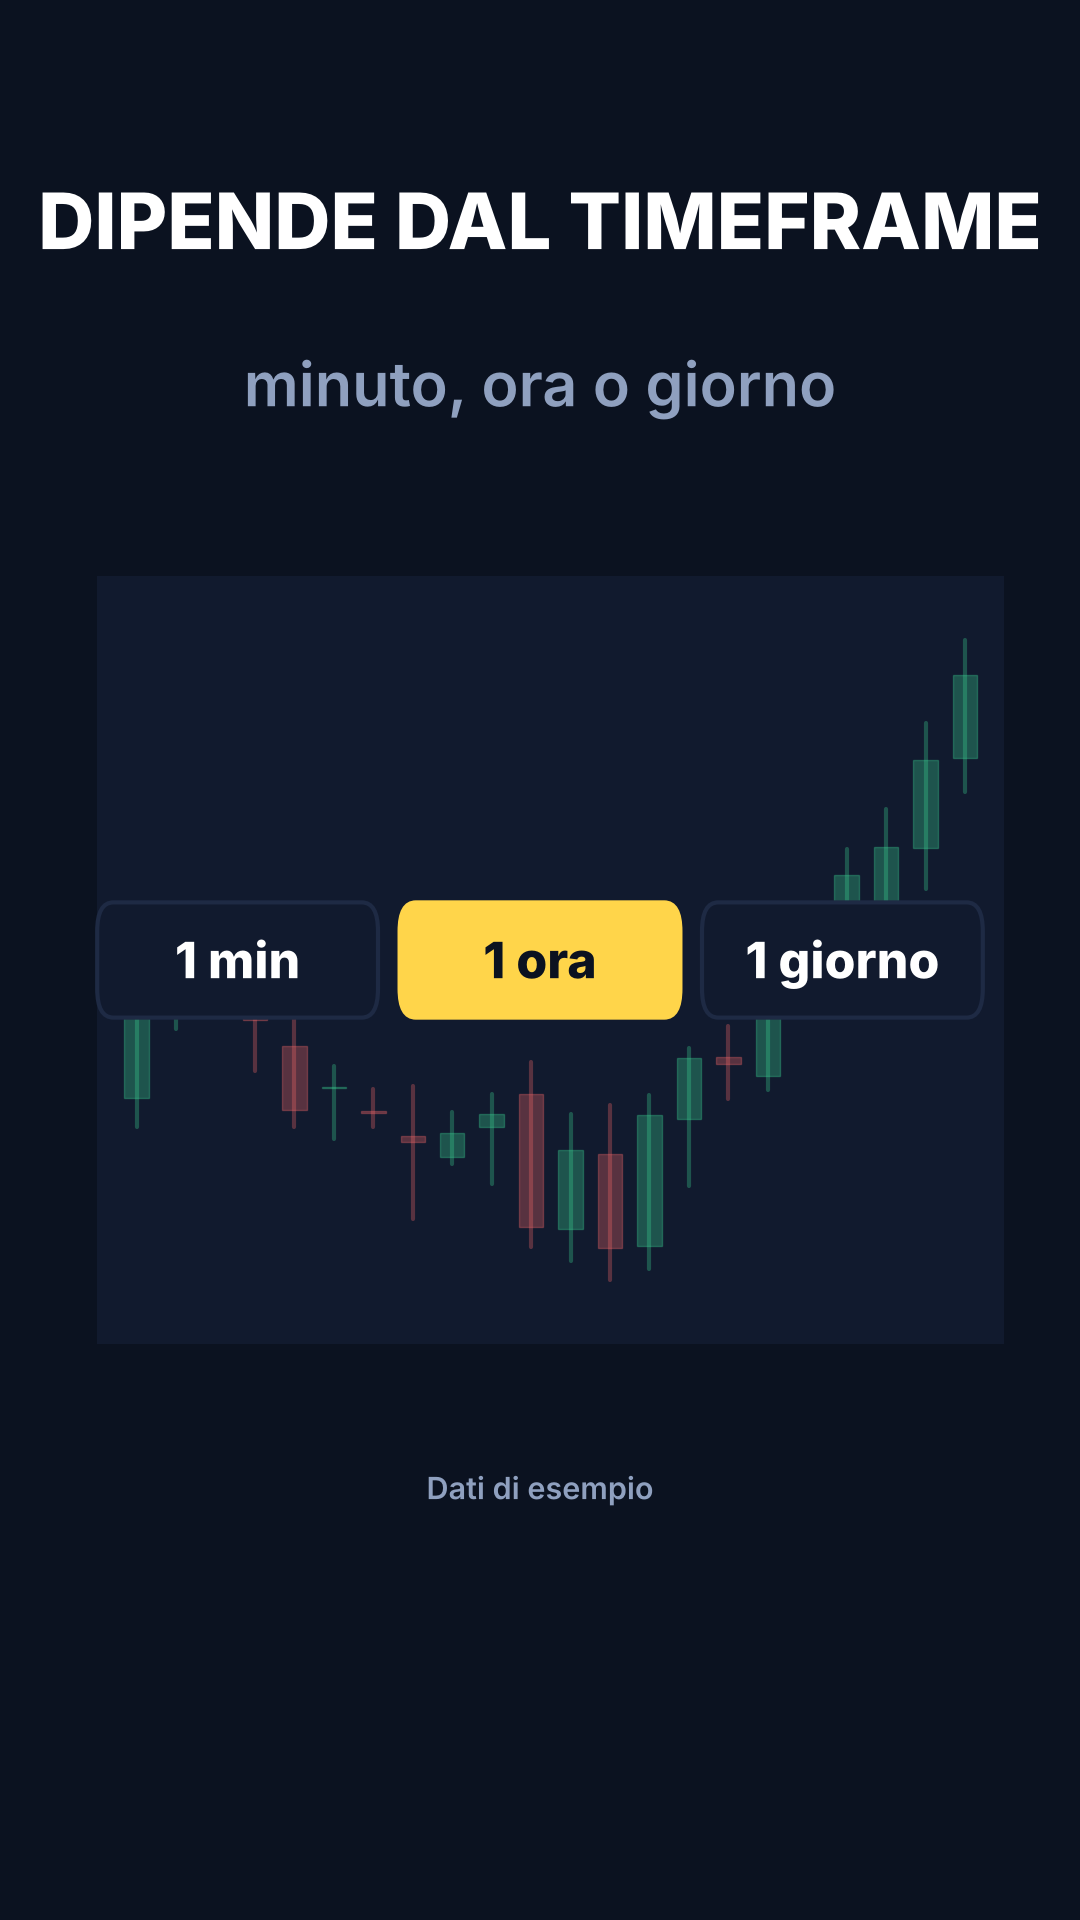 DIPENDE DAL TIMEFRAME
minuto, ora o giorno
1 min
1 ora
1 giorno
Dati di esempio